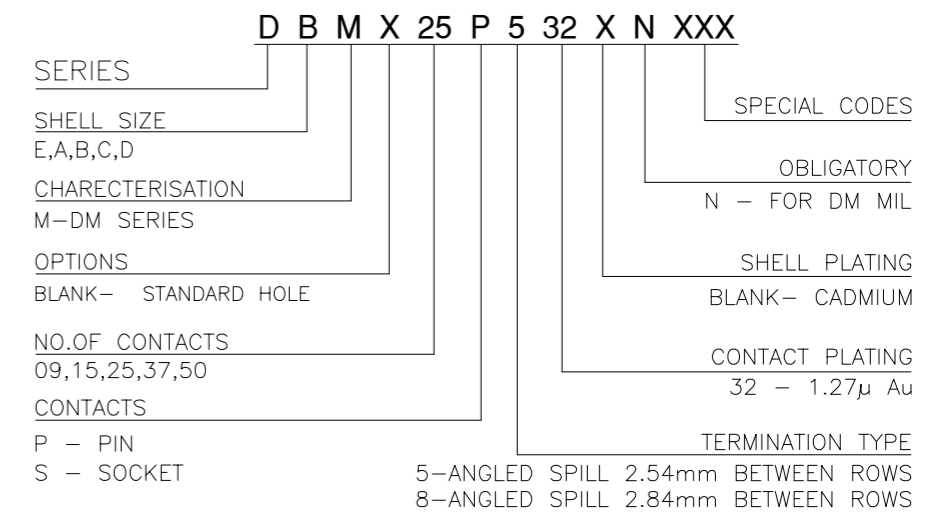 D B M X 25 P 5 32 X N XXX
SERIES
SHELL SIZE
E,A,B,C,D
CHARECTERISATION
M-DM SERIES
OPTIONS
BLANK- STANDARD HOLE
NO.OF CONTACTS
09,15,25,37,50
CONTACTS
P - PIN
S - SOCKET
SPECIAL CODES
OBLIGATORY
N - FOR DM MIL
SHELL PLATING
BLANK- CADMIUM
CONTACT PLATING
32 - 1.27μ Au
TERMINATION TYPE
5-ANGLED SPILL 2.54mm BETWEEN ROWS
8-ANGLED SPILL 2.84mm BETWEEN ROWS